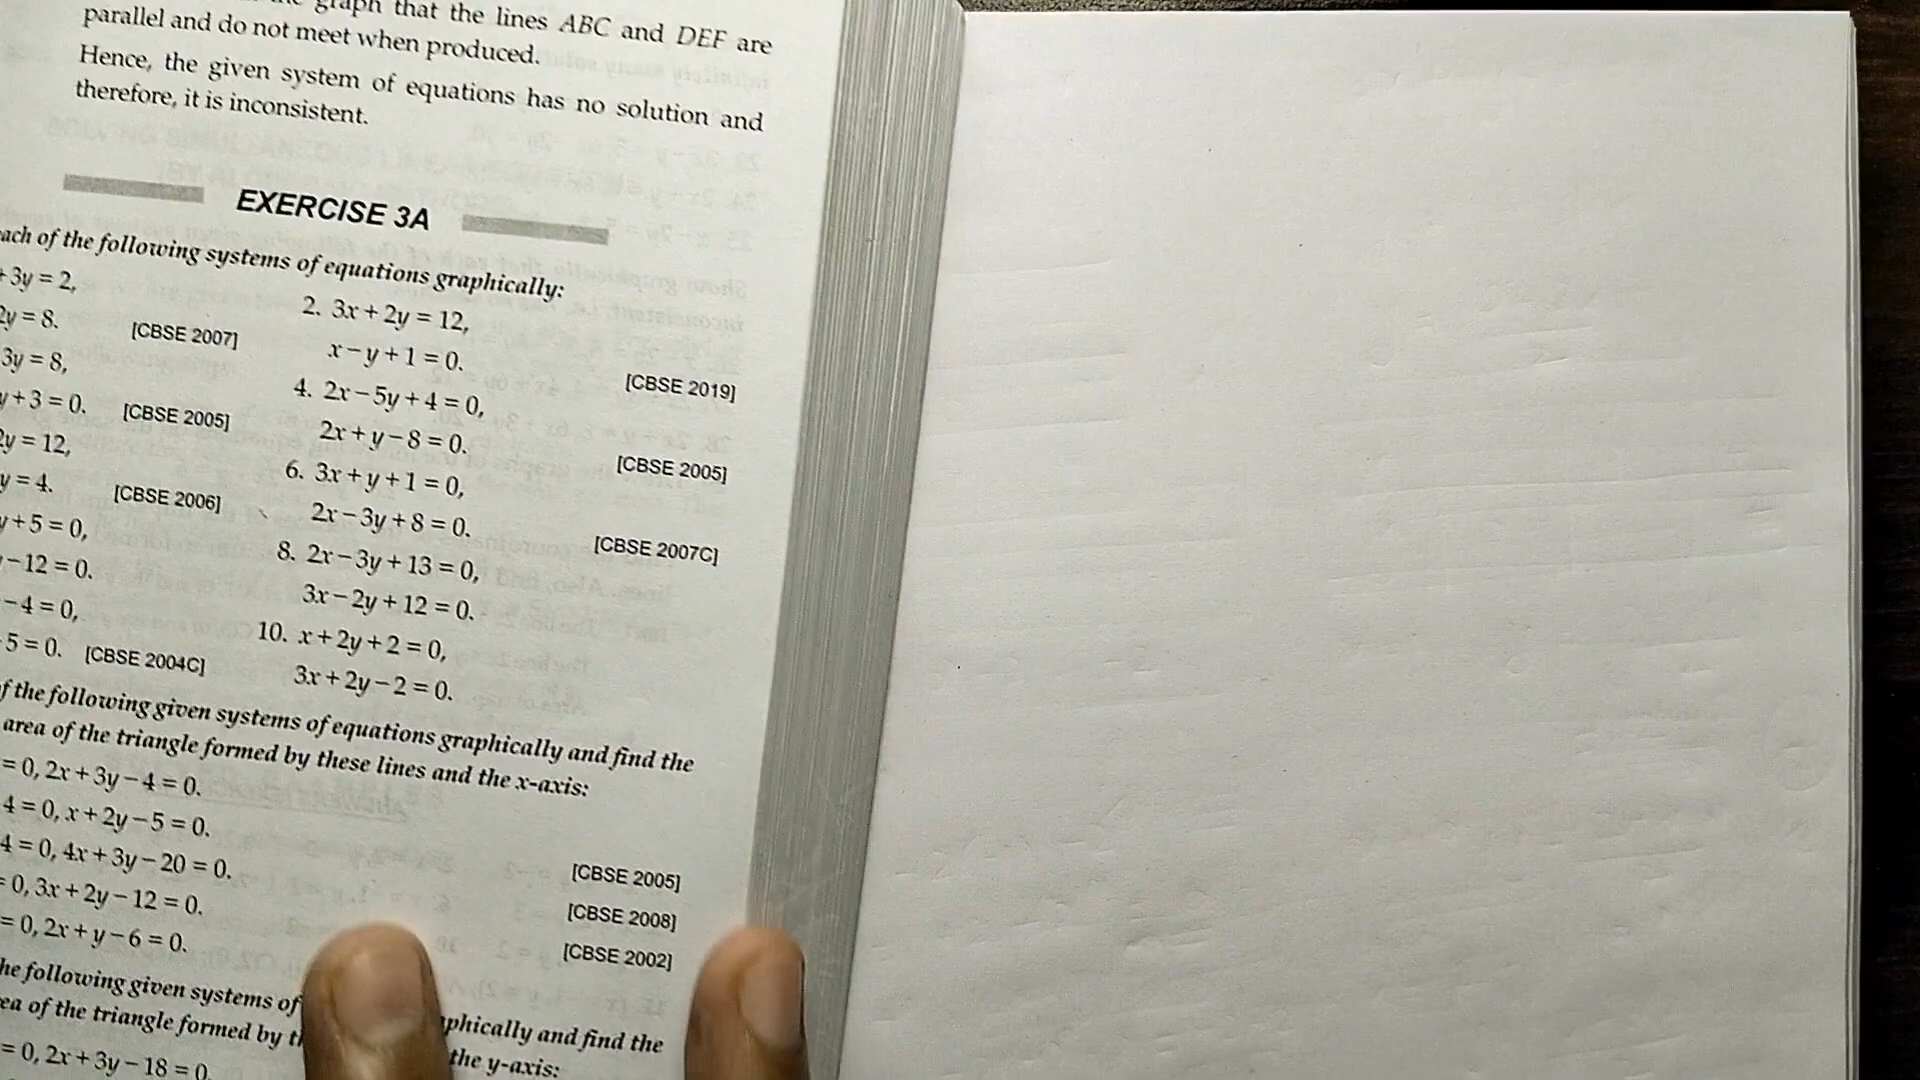 graph that the lines ABC and DEF are
parallel and do not meet when produced.
Hence, the given system of equations has no solution and
therefore, it is inconsistent.
EXERCISE 3A
ach of the following systems of equations graphically:
+3y = 2,
2y = 8. [CBSE 2007]
2. 3x + 2y = 12,
x − y + 1 = 0. [CBSE 2019]
3y = 8,
y + 3 = 0. [CBSE 2005]
4. 2x − 5y + 4 = 0,
2x + y − 8 = 0. [CBSE 2005]
2y = 12,
y = 4. [CBSE 2006]
6. 3x + y + 1 = 0,
2x − 3y + 8 = 0. [CBSE 2007C]
y + 5 = 0,
− 12 = 0.
8. 2x − 3y + 13 = 0,
3x − 2y + 12 = 0.
− 4 = 0,
5 = 0. [CBSE 2004C]
10. x + 2y + 2 = 0,
3x + 2y − 2 = 0.
f the following given systems of equations graphically and find the
area of the triangle formed by these lines and the x-axis:
= 0, 2x + 3y − 4 = 0.
4 = 0, x + 2y − 5 = 0. [CBSE 2005]
4 = 0, 4x + 3y − 20 = 0. [CBSE 2008]
= 0, 3x + 2y − 12 = 0. [CBSE 2002]
= 0, 2x + y − 6 = 0.
he following given systems of phically and find the
ea of the triangle formed by the y-axis:
= 0, 2x + 3y − 18 = 0